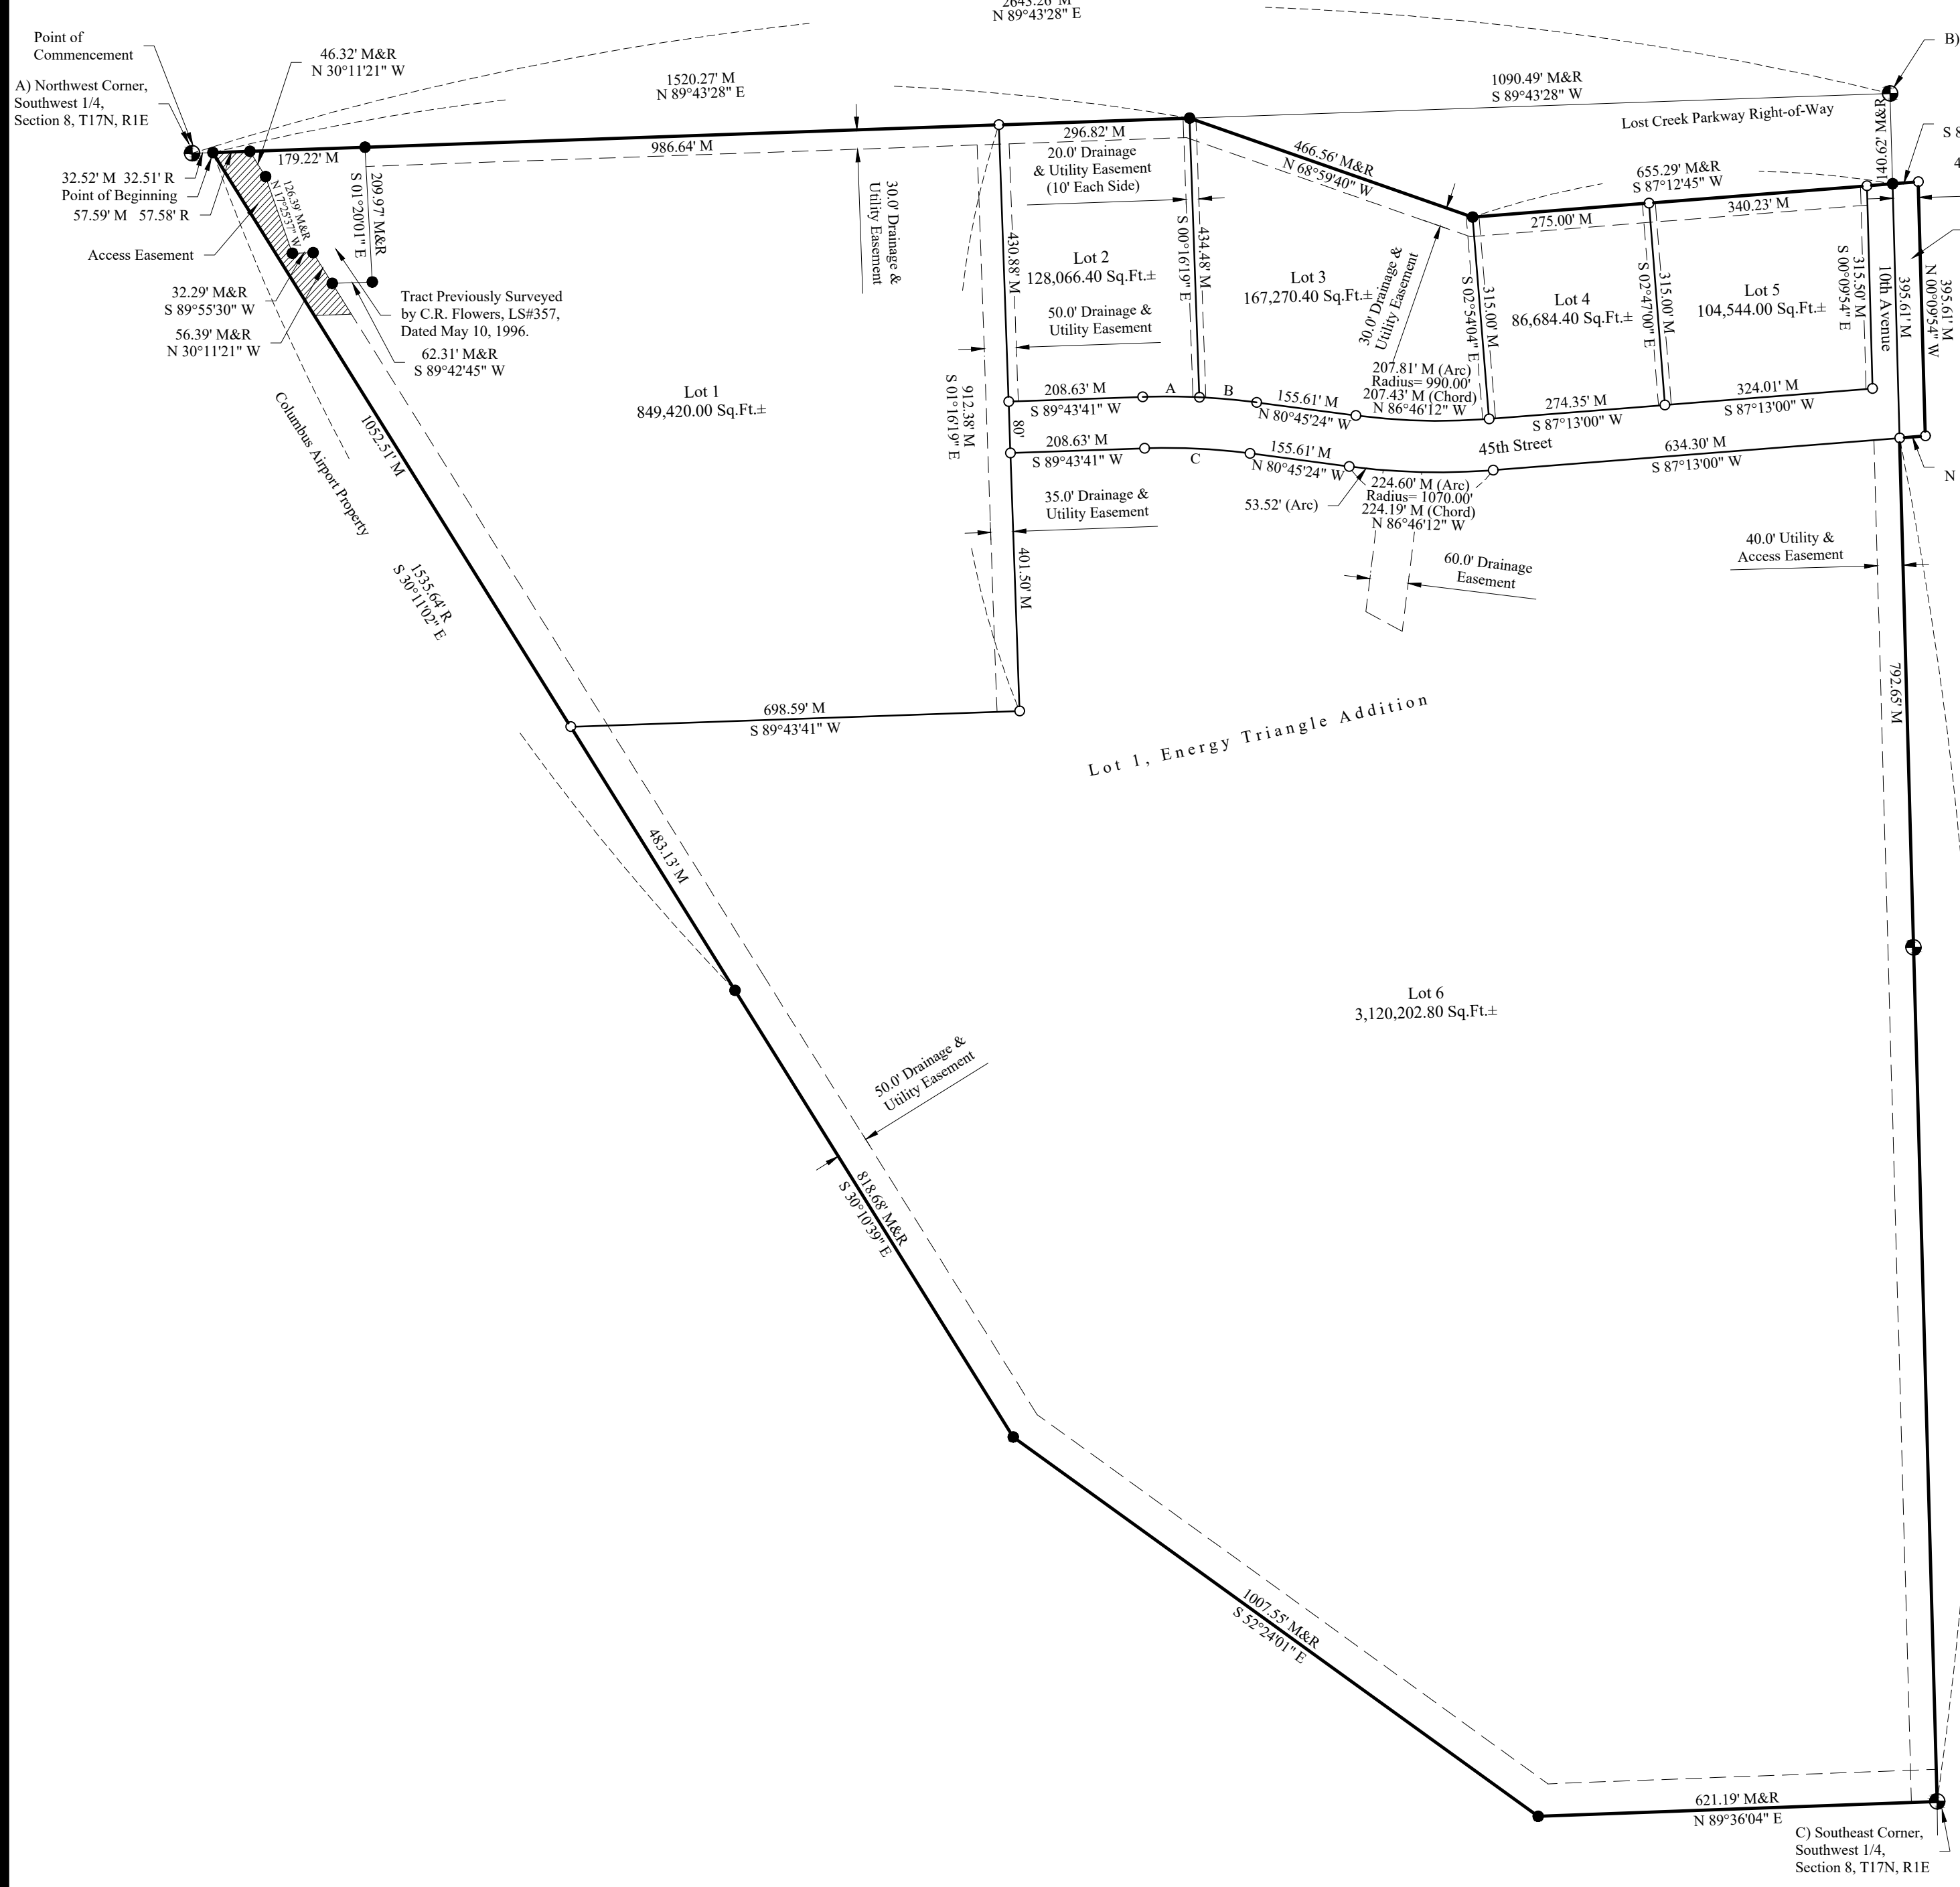 2643.26' M
N 89°43'28" E
Point of
Commencement
A) Northwest Corner,
Southwest 1/4,
Section 8, T17N, R1E
46.32' M&R
N 30°11'21" W
1520.27' M
N 89°43'28" E
1090.49' M&R
S 89°43'28" W
B)
Lost Creek Parkway Right-of-Way
140.62' M&R
S 8
4
32.52' M 32.51' R
Point of Beginning
57.59' M 57.58' R
179.22' M
986.64' M
296.82' M
466.56' M&R
N 68°59'40" W
655.29' M&R
S 87°12'45" W
275.00' M
340.23' M
Access Easement
126.39' M&R
N 17°25'37" W
209.97' M&R
S 01°20'01" E
32.29' M&R
S 89°55'30" W
56.39' M&R
N 30°11'21" W
Tract Previously Surveyed
by C.R. Flowers, LS#357,
Dated May 10, 1996.
62.31' M&R
S 89°42'45" W
30.0' Drainage &
Utility Easement
20.0' Drainage
& Utility Easement
(10' Each Side)
430.88' M
Lot 2
128,066.40 Sq.Ft.±
50.0' Drainage &
Utility Easement
434.48' M
S 00°16'19" E
Lot 3
167,270.40 Sq.Ft.±
30.0' Drainage &
Utility Easement
315.00' M
S 02°54'04" E
Lot 4
86,684.40 Sq.Ft.±
315.00' M
S 02°47'00" E
Lot 5
104,544.00 Sq.Ft.±
315.50' M
S 00°09'54" E
10th Avenue
395.61' M
395.61' M
N 00°09'54" W
Lot 1
849,420.00 Sq.Ft.±
912.38' M
S 01°16'19" E
208.63' M
S 89°43'41" W
A
B
155.61' M
N 80°45'24" W
207.81' M (Arc)
Radius= 990.00'
207.43' M (Chord)
N 86°46'12" W
274.35' M
S 87°13'00" W
324.01' M
S 87°13'00" W
80'
208.63' M
S 89°43'41" W
C
155.61' M
N 80°45'24" W
45th Street
634.30' M
S 87°13'00" W
N
53.52' (Arc)
224.60' M (Arc)
Radius= 1070.00'
224.19' M (Chord)
N 86°46'12" W
35.0' Drainage &
Utility Easement
401.50' M
60.0' Drainage
Easement
40.0' Utility &
Access Easement
Columbus Airport Property
1052.51' M
1535.64' R
S 30°11'02" E
698.59' M
S 89°43'41" W
792.65' M
Lot 1, Energy Triangle Addition
483.13' M
Lot 6
3,120,202.80 Sq.Ft.±
50.0' Drainage &
Utility Easement
818.68' M&R
S 30°10'39" E
1007.55' M&R
S 52°24'01" E
621.19' M&R
N 89°36'04" E
C) Southeast Corner,
Southwest 1/4,
Section 8, T17N, R1E